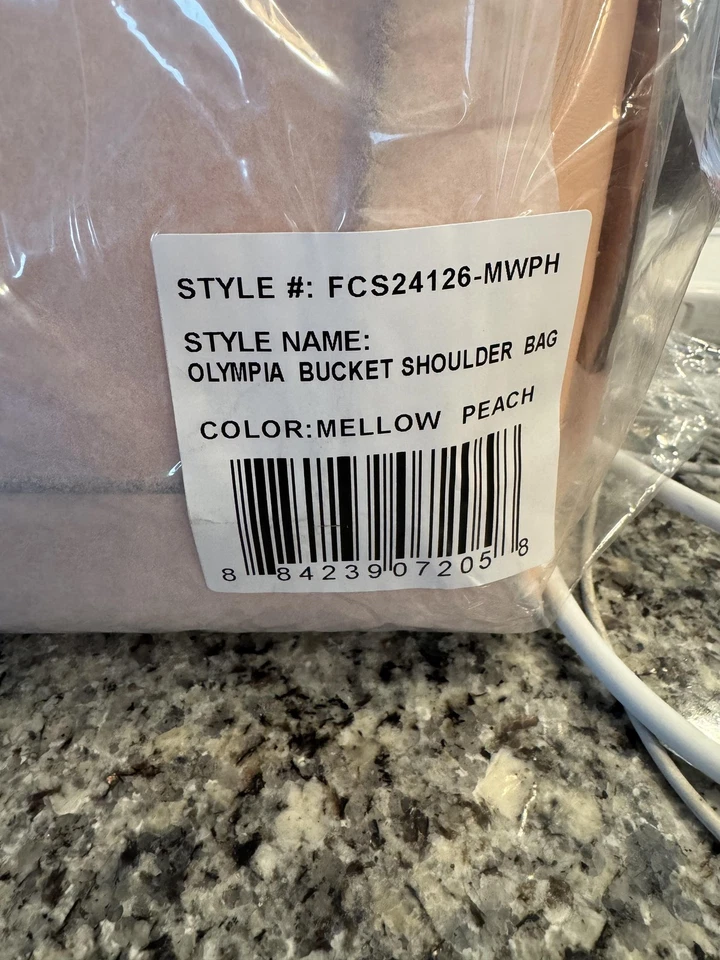 STYLE #: FCS24126-MWPH
STYLE NAME:
OLYMPIA BUCKET SHOULDER BAG
COLOR:MELLOW PEACH
8 84239 07205 8